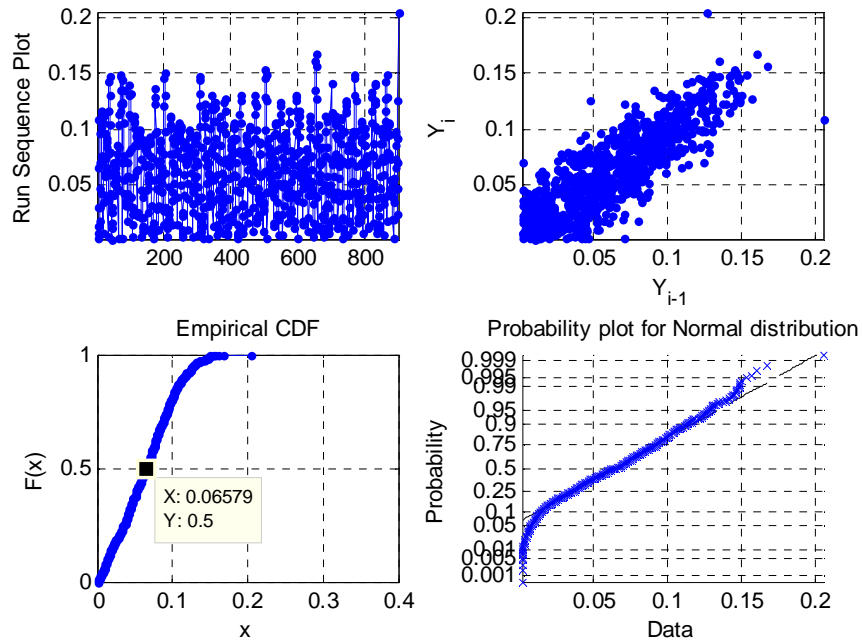 0.2
0.15
0.1
0.05
Run Sequence Plot
200 400 600 800
0.2
0.15
0.1
0.05
Y_i
0.05 0.1 0.15 0.2
Y_{i-1}
Empirical CDF
1
0.5
0
F(x)
X: 0.06579
Y: 0.5
0 0.1 0.2 0.3 0.4
x
Probability plot for Normal distribution
0.999
0.995
0.99
0.95
0.9
0.75
0.5
0.25
0.1
0.05
0.01
0.005
0.001
Probability
0.05 0.1 0.15 0.2
Data